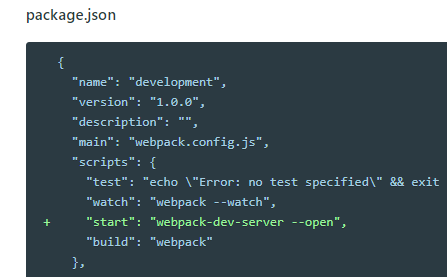 package.json
{
"name": "development",
"version": "1.0.0",
"description": "",
"main": "webpack.config.js",
"scripts": {
"test": "echo \"Error: no test specified\" && exit
"watch": "webpack --watch",
+ "start": "webpack-dev-server --open",
"build": "webpack"
},